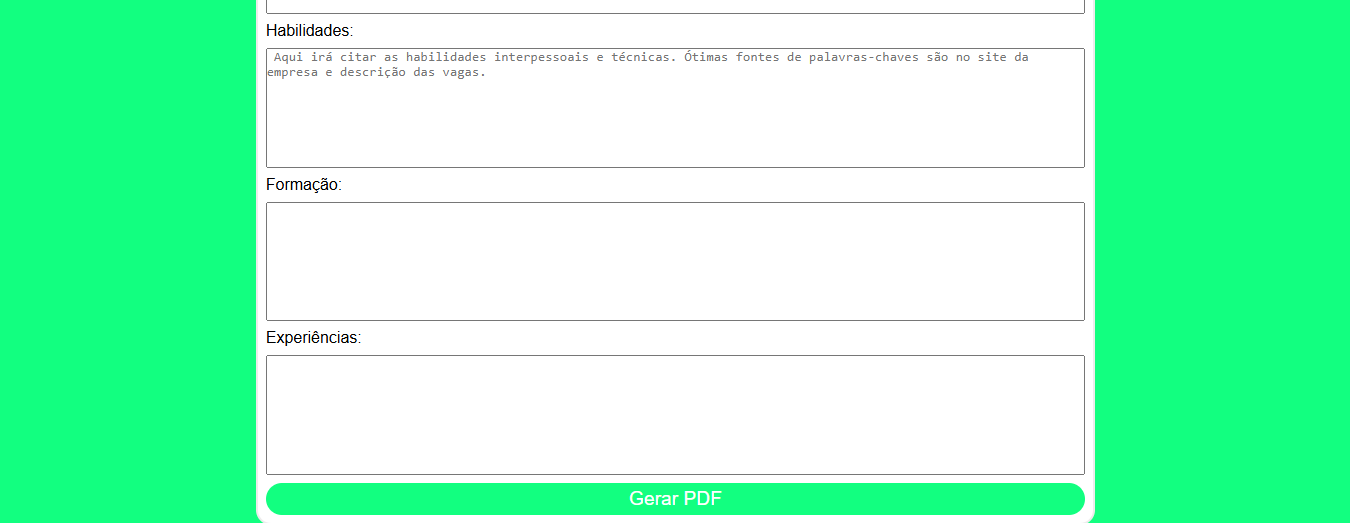 Habilidades:
Aqui irá citar as habilidades interpessoais e técnicas. Ótimas fontes de palavras-chaves são no site da
empresa e descrição das vagas.
Formação:
Experiências:
Gerar PDF